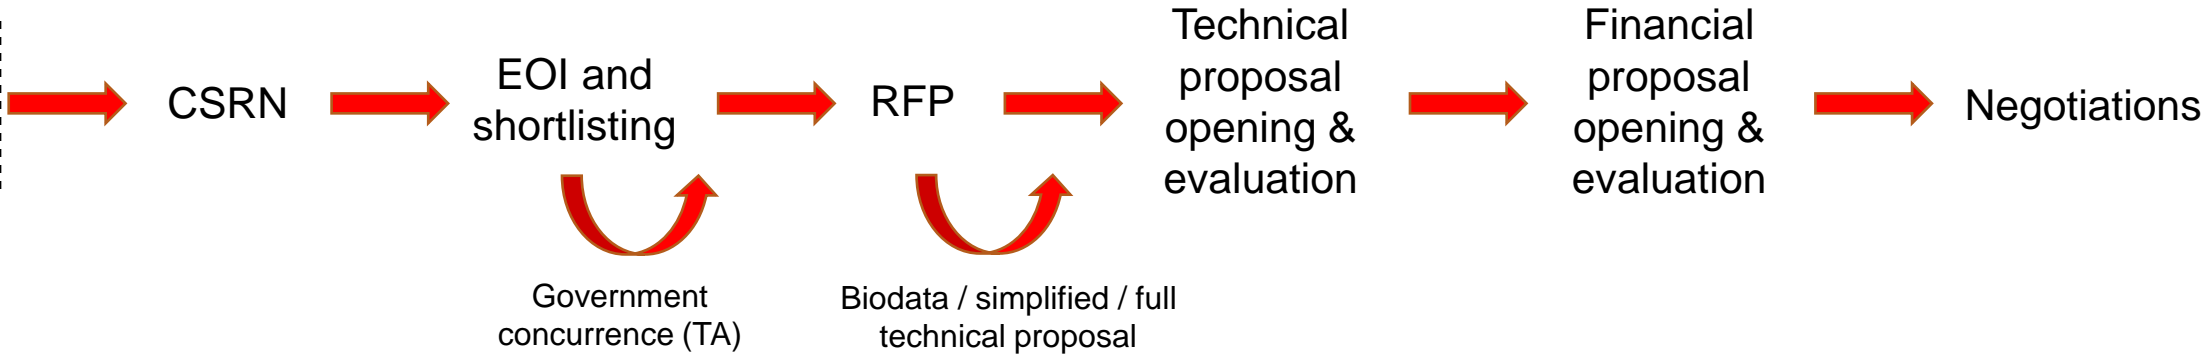 CSRN
EOI and
shortlisting
RFP
Technical
proposal
opening &
evaluation
Financial
proposal
opening &
evaluation
Negotiations
Government
concurrence (TA)
Biodata / simplified / full
technical proposal